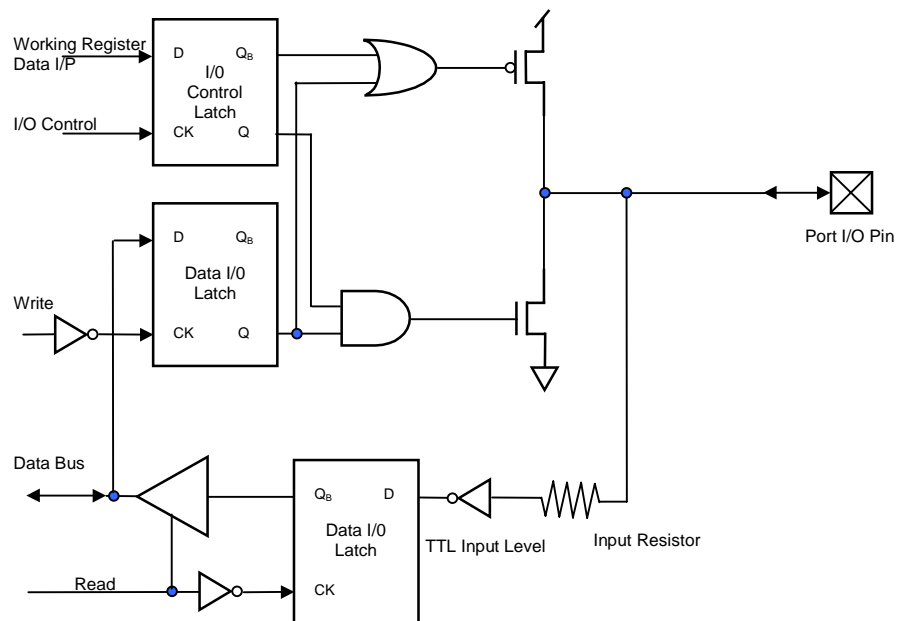 Working Register
Data I/P
D
QB
I/0
Control
Latch
I/O Control
CK
Q
D
QB
Data I/0
Latch
Port I/O Pin
Write
CK
Q
Data Bus
QB
D
Data I/0
Latch
TTL Input Level
Input Resistor
Read
CK